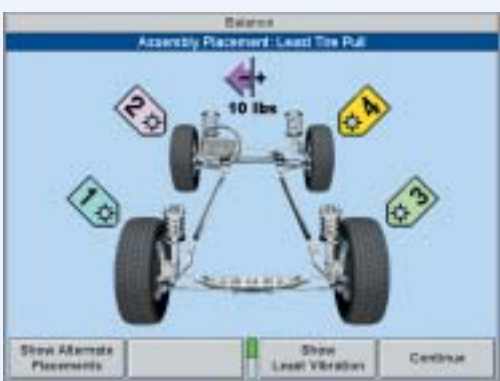 Balance
Assembly Placement: Least Tire Pull
- +
10 lbs
2
4
1
3
Show Alternate
Placements
Show
Least Vibration
Continue